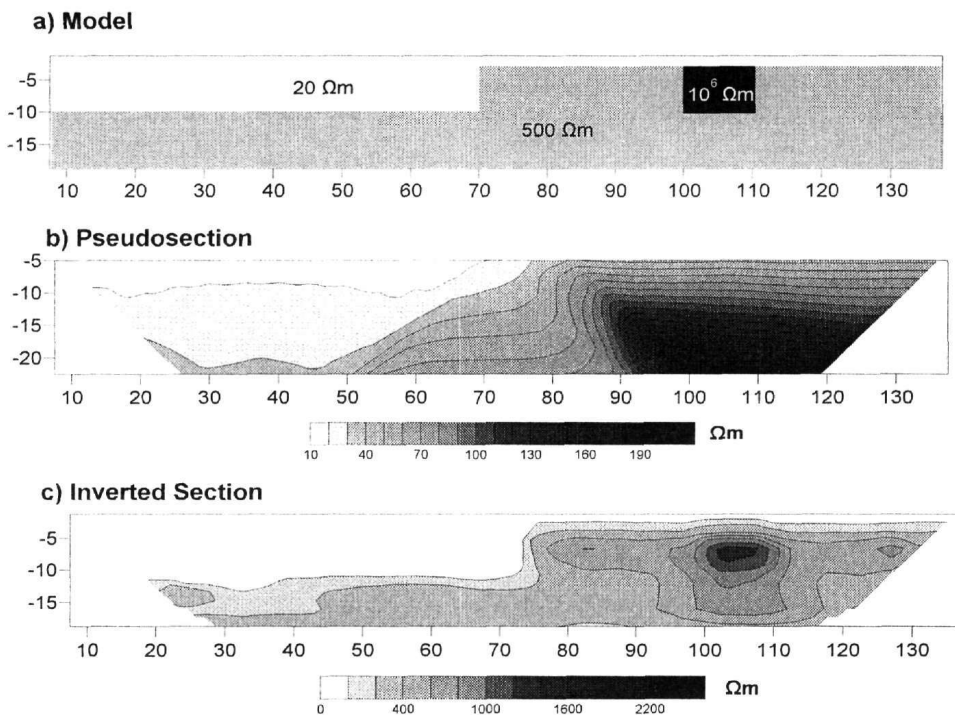 a) Model
-5
20 Ωm
10⁶ Ωm
-10
500 Ωm
-15
10 20 30 40 50 60 70 80 90 100 110 120 130
b) Pseudosection
-5
-10
-15
-20
10 20 30 40 50 60 70 80 90 100 110 120 130
Ωm
10 40 70 100 130 160 190
c) Inverted Section
-5
-10
-15
10 20 30 40 50 60 70 80 90 100 110 120 130
Ωm
0 400 1000 1600 2200